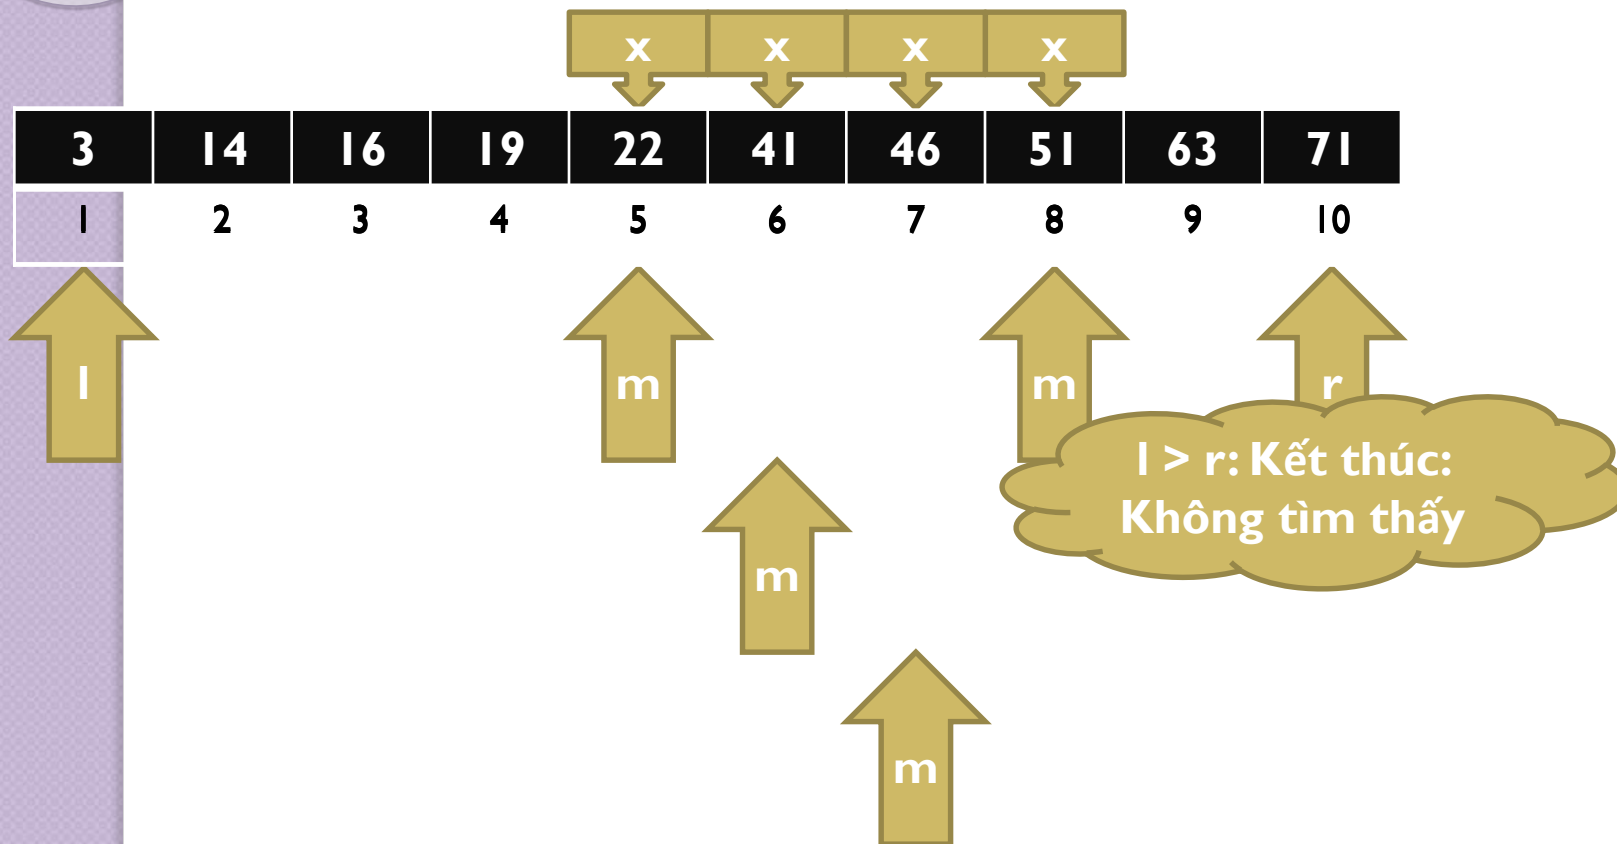 x x x x
3 14 16 19 22 41 46 51 63 71
1 2 3 4 5 6 7 8 9 10
l m m r
l > r: Kết thúc:
Không tìm thấy
m
m